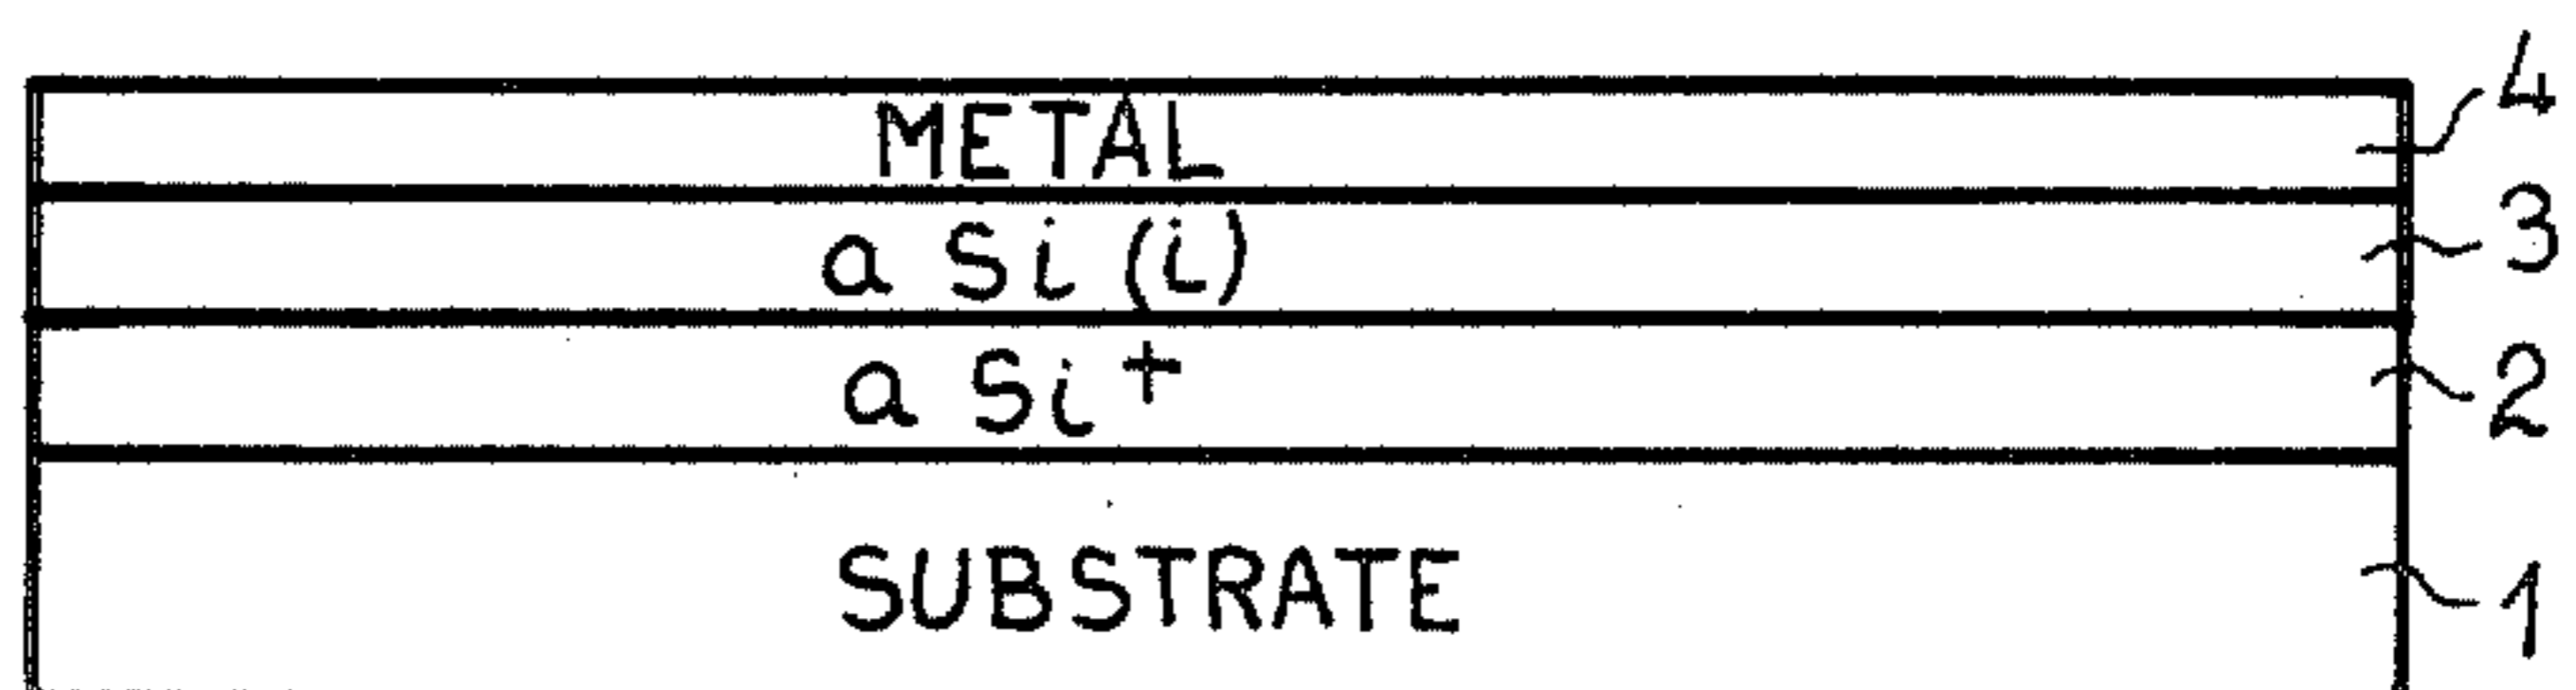 METAL 4
a Si (i) 3
a Si⁺ 2
SUBSTRATE 1